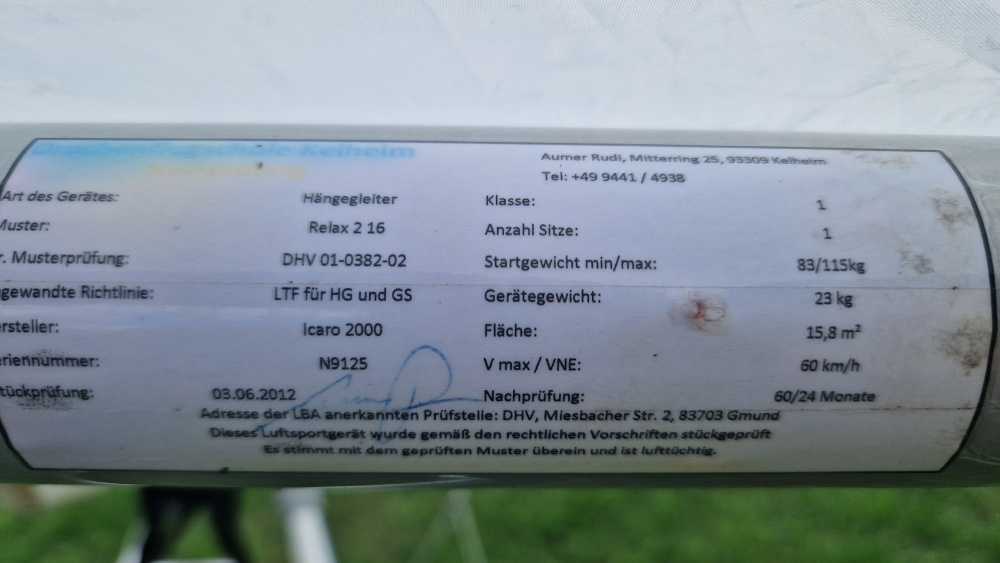 Drachenflugschule Kelheim
Aumer Rudi, Mitterring 25, 93309 Kelheim
Tel: +49 9441 / 4938
Art des Gerätes: Hängegleiter Klasse: 1
Muster: Relax 2 16 Anzahl Sitze: 1
r. Musterprüfung: DHV 01-0382-02 Startgewicht min/max: 83/115kg
gewandte Richtlinie: LTF für HG und GS Gerätegewicht: 23 kg
ersteller: Icaro 2000 Fläche: 15,8 m²
eriennummer: N9125 V max / VNE: 60 km/h
tückprüfung: 03.06.2012 Nachprüfung: 60/24 Monate
Adresse der LBA anerkannten Prüfstelle: DHV, Miesbacher Str. 2, 83703 Gmund
Dieses Luftsportgerät wurde gemäß den rechtlichen Vorschriften stückgeprüft
Es stimmt mit dem geprüften Muster überein und ist lufttüchtig.